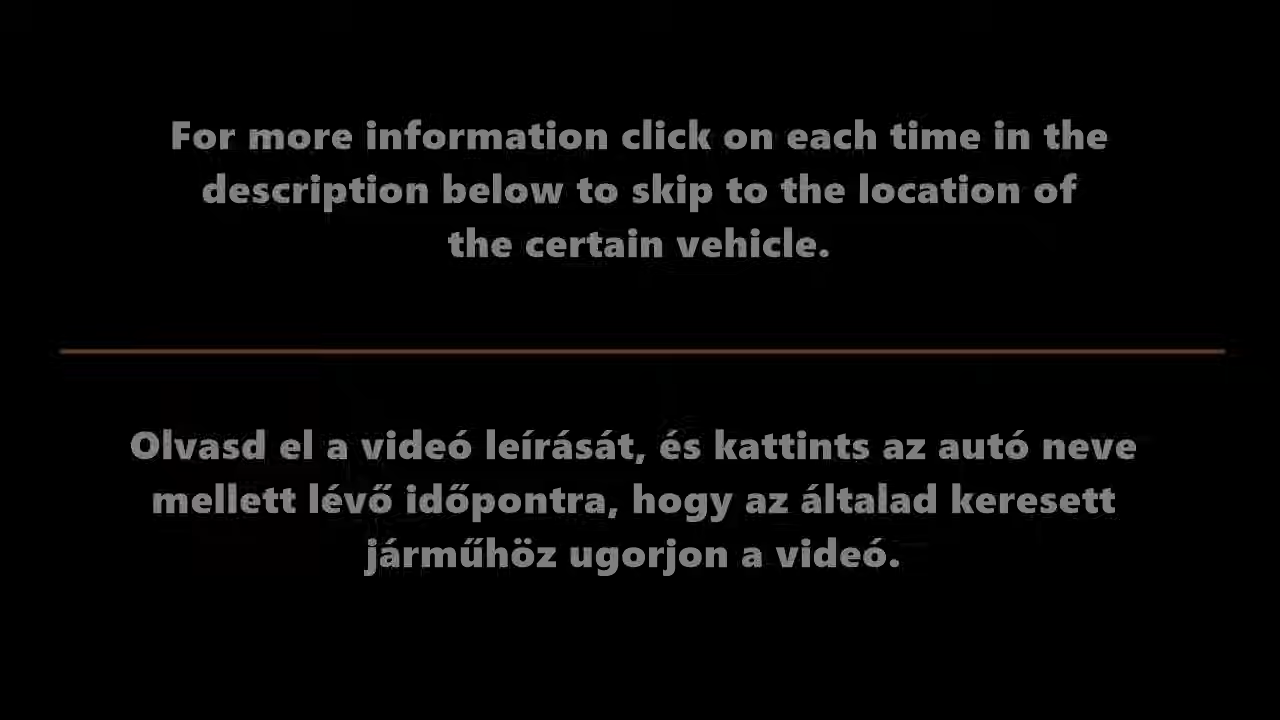 For more information click on each time in the
description below to skip to the location of
the certain vehicle.
Olvasd el a videó leírását, és kattints az autó neve
mellett lévő időpontra, hogy az általad keresett
járműhöz ugorjon a videó.